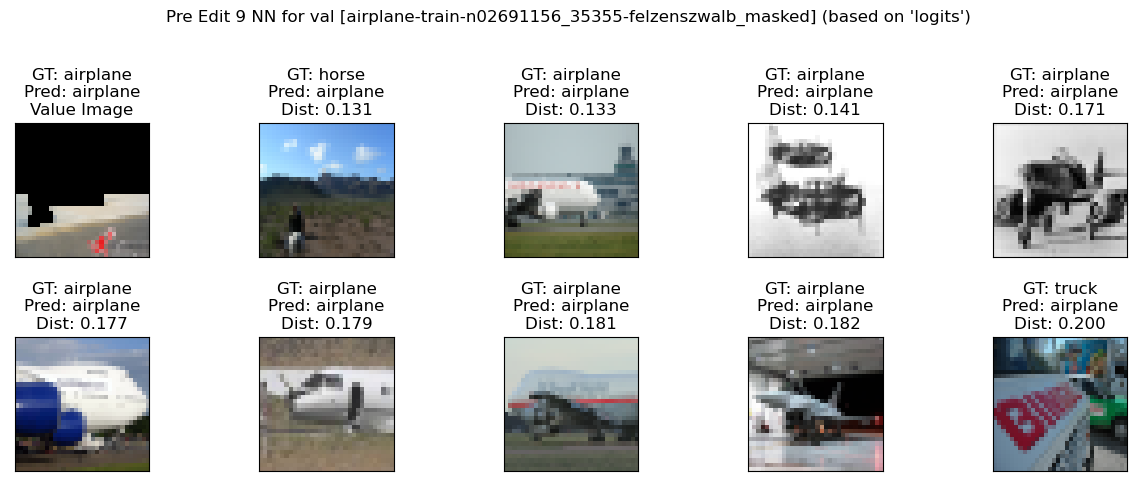 Pre Edit 9 NN for val [airplane-train-n02691156_35355-felzenszwalb_masked] (based on 'logits')
GT: airplane
Pred: airplane
Value Image
GT: horse
Pred: airplane
Dist: 0.131
GT: airplane
Pred: airplane
Dist: 0.133
GT: airplane
Pred: airplane
Dist: 0.141
GT: airplane
Pred: airplane
Dist: 0.171
GT: airplane
Pred: airplane
Dist: 0.177
GT: airplane
Pred: airplane
Dist: 0.179
GT: airplane
Pred: airplane
Dist: 0.181
GT: airplane
Pred: airplane
Dist: 0.182
GT: truck
Pred: airplane
Dist: 0.200